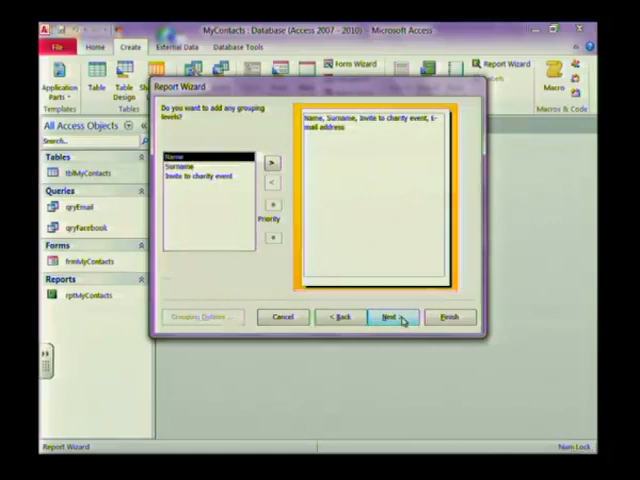 MyContacts : Database (Access 2007 - 2010) - Microsoft Access
File Home Create External Data Database Tools
Application Parts
Table
Table Design
Form Wizard
Report Wizard
Labels
Macro
Templates
Macros & Code
All Access Objects
Search...
Tables
tblMyContacts
Queries
qryEmail
qryFacebook
Forms
frmMyContacts
Reports
rptMyContacts
Report Wizard
Do you want to add any grouping
levels?
Name
Surname
Invite to charity event
>
<
Priority
Name, Surname, Invite to charity event, E-
mail address
Grouping Options ...
Cancel
< Back
Next >
Finish
Report Wizard
Num Lock